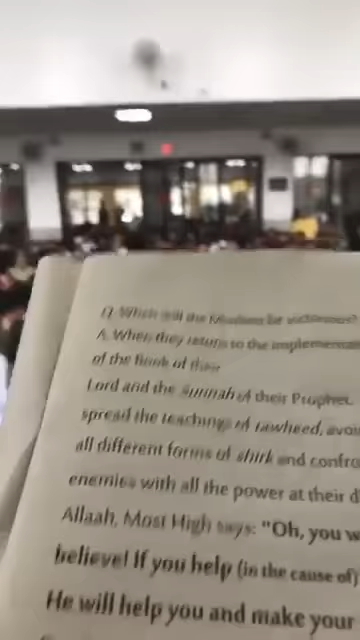 Q. Which will the Muslims be victorious?
A. When they return to the
of the Book of their
Lord and the sunnah of their Prophet,
spread the teachings of tawheed,
all different forms of shirk and
enemies with all the power at their
Allaah, Most High says: "Oh, you
believe! If you help (in the cause of)
He will help you and make your